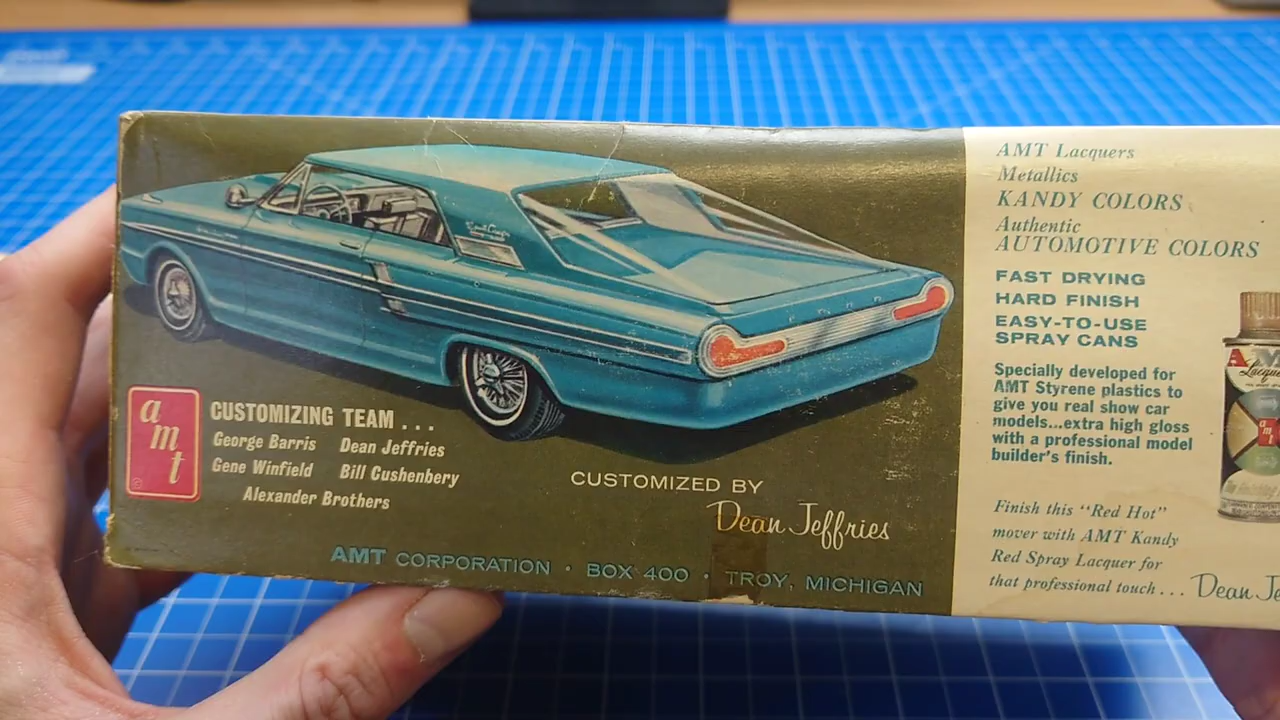 amt
CUSTOMIZING TEAM . . .
George Barris Dean Jeffries
Gene Winfield Bill Cushenbery
Alexander Brothers
CUSTOMIZED BY
Dean Jeffries
AMT CORPORATION • BOX 400 • TROY, MICHIGAN
AMT Lacquers
Metallics
KANDY COLORS
Authentic
AUTOMOTIVE COLORS
FAST DRYING
HARD FINISH
EASY-TO-USE
SPRAY CANS
Specially developed for
AMT Styrene plastics to
give you real show car
models...extra high gloss
with a professional model
builder's finish.
Finish this "Red Hot"
mover with AMT Kandy
Red Spray Lacquer for
that professional touch . . . Dean Je
amt